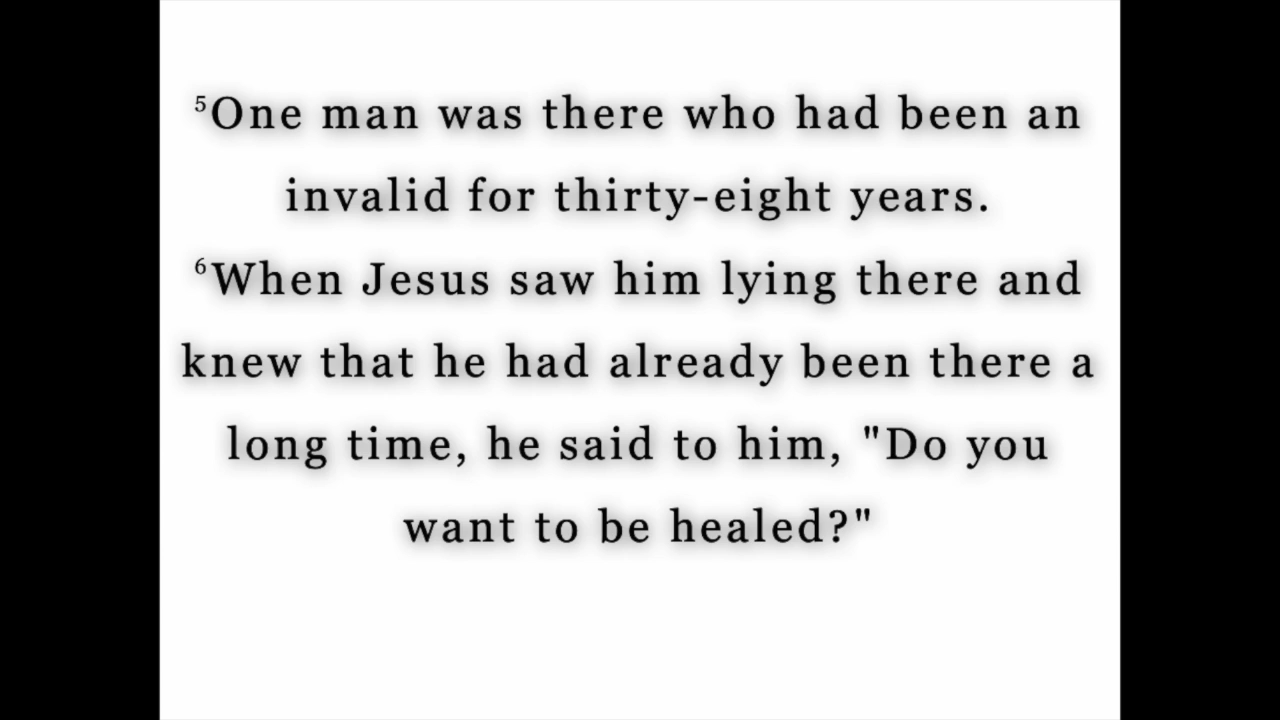 ⁵One man was there who had been an
invalid for thirty-eight years.
⁶When Jesus saw him lying there and
knew that he had already been there a
long time, he said to him, "Do you
want to be healed?"